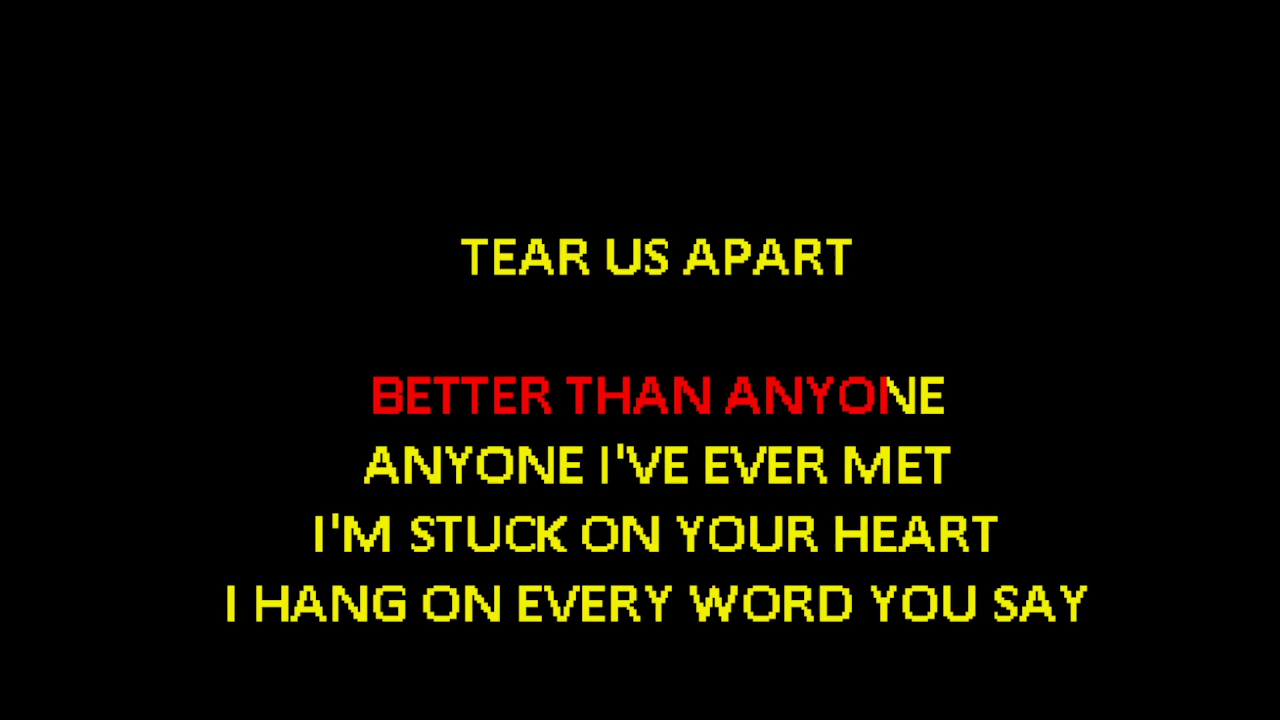 TEAR US APART
BETTER THAN ANYONE
ANYONE I'VE EVER MET
I'M STUCK ON YOUR HEART
I HANG ON EVERY WORD YOU SAY